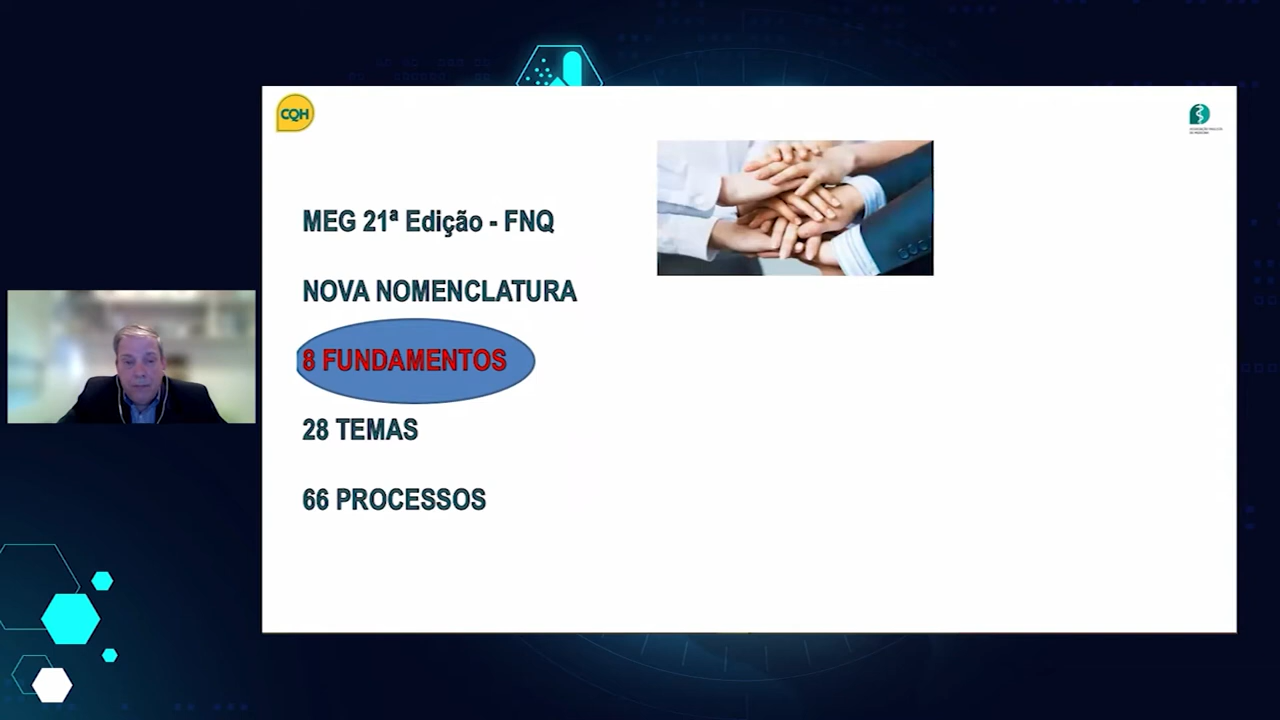 CQH
MEG 21ª Edição - FNQ
NOVA NOMENCLATURA
8 FUNDAMENTOS
28 TEMAS
66 PROCESSOS